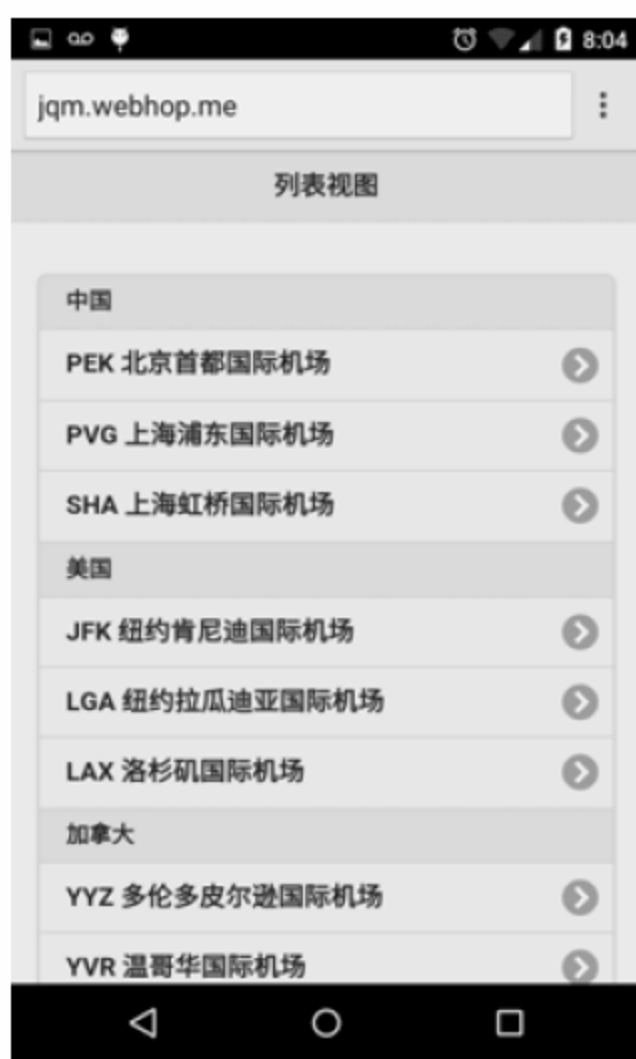 8:04
jqm.webhop.me
列表视图
中国
PEK 北京首都国际机场
PVG 上海浦东国际机场
SHA 上海虹桥国际机场
美国
JFK 纽约肯尼迪国际机场
LGA 纽约拉瓜迪亚国际机场
LAX 洛杉矶国际机场
加拿大
YYZ 多伦多皮尔逊国际机场
YVR 温哥华国际机场